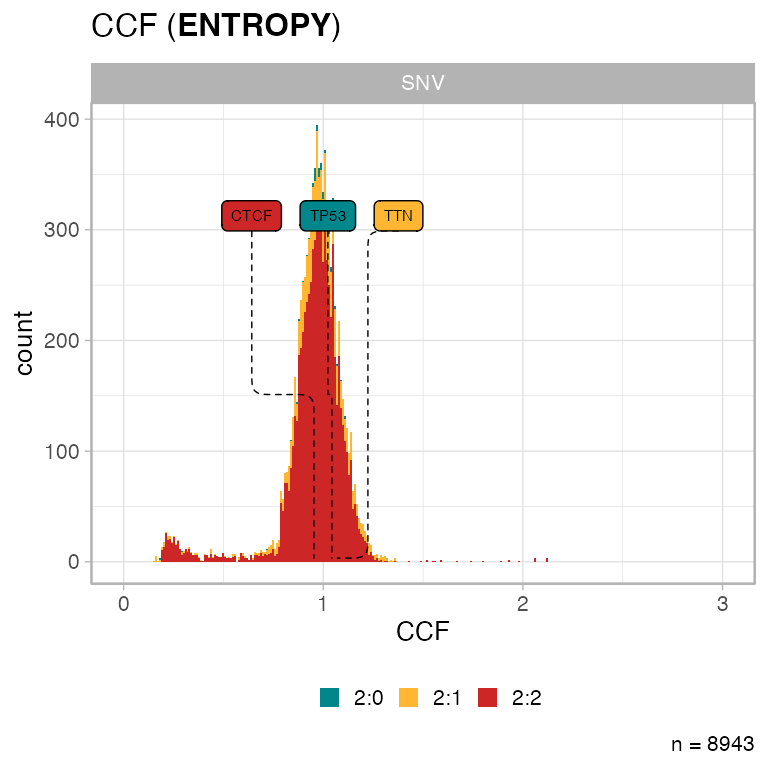 CCF (ENTROPY)
SNV
400
300
200
100
0
count
CTCF
TP53
TTN
0 1 2 3
CCF
2:0 2:1 2:2
n = 8943